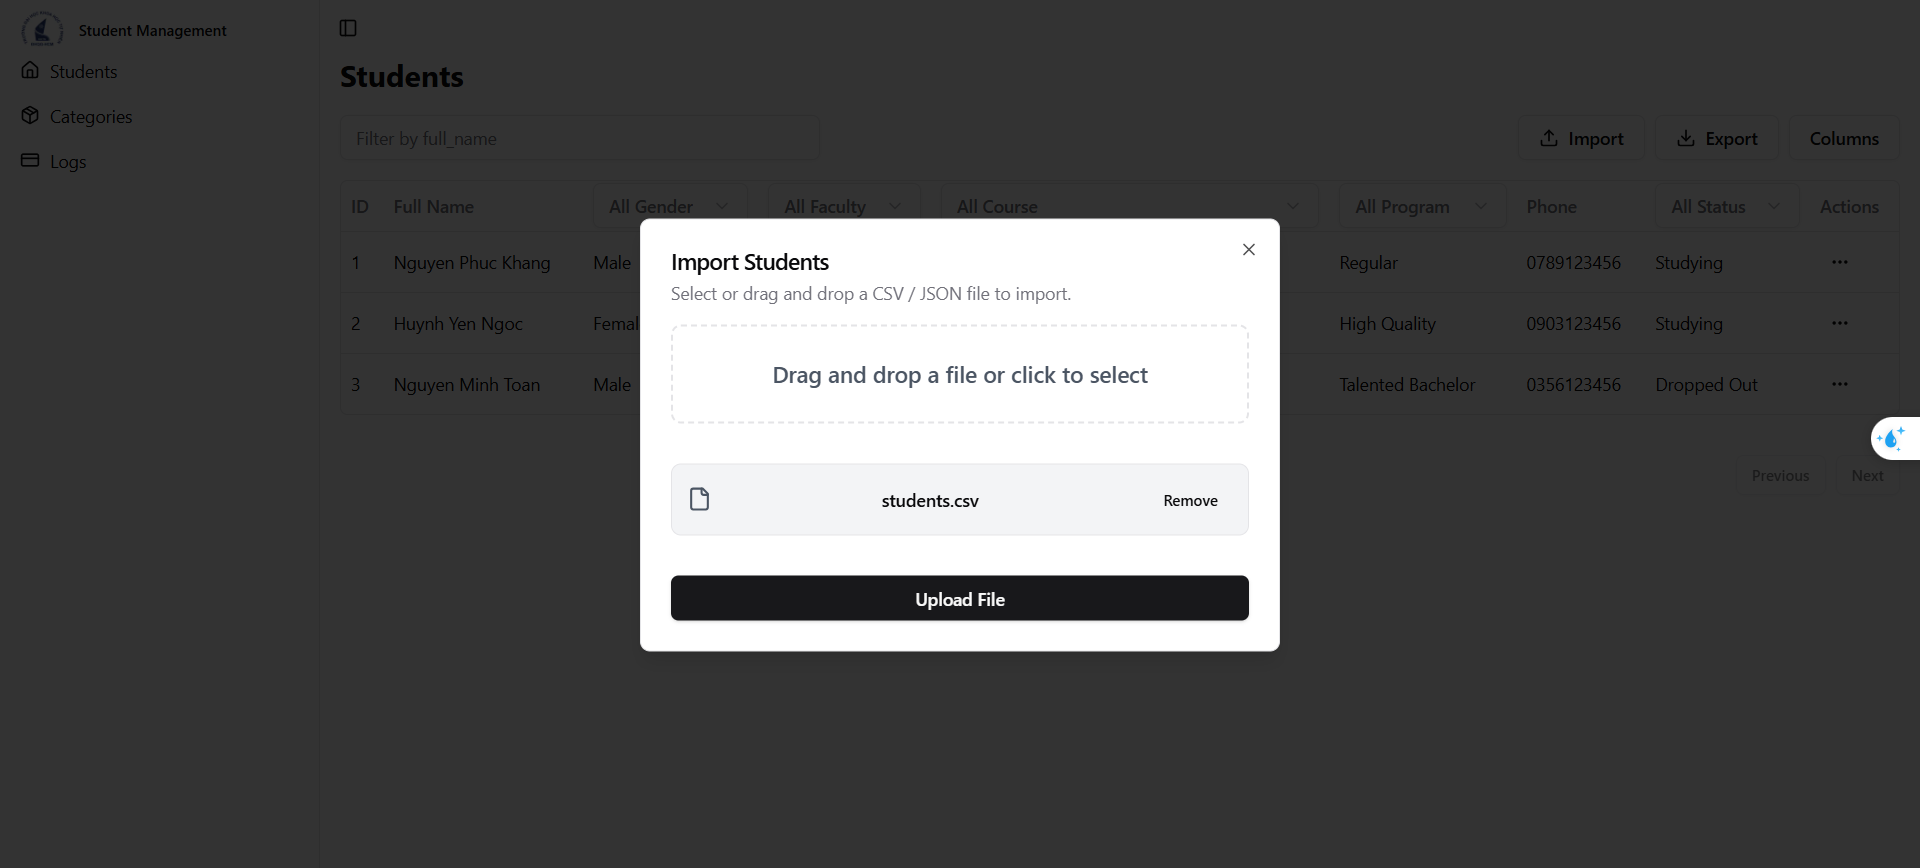 Student Management
Students
Categories
Logs
Students
Filter by full_name
Import
Export
Columns
ID Full Name All Gender All Faculty All Course All Program Phone All Status Actions
1 Nguyen Phuc Khang Male Regular 0789123456 Studying
2 Huynh Yen Ngoc Femal High Quality 0903123456 Studying
3 Nguyen Minh Toan Male Talented Bachelor 0356123456 Dropped Out
Previous Next
Import Students
Select or drag and drop a CSV / JSON file to import.
Drag and drop a file or click to select
students.csv Remove
Upload File